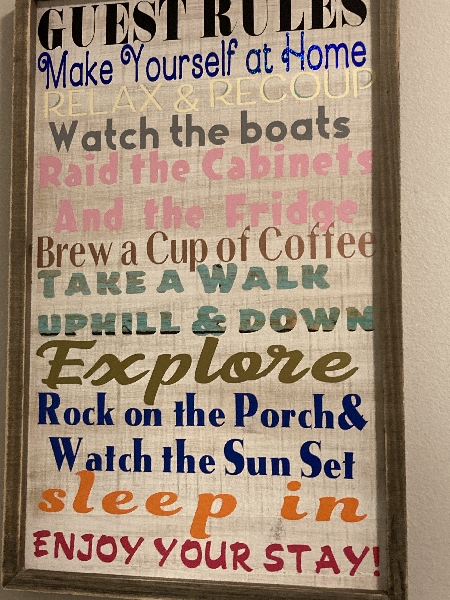 GUEST RULES
Make Yourself at Home
RELAX & RECOUP
Watch the boats
Raid the Cabinets
And the Fridge
Brew a Cup of Coffee
TAKE A WALK
UPHILL & DOWN
Explore
Rock on the Porch&
Watch the Sun Set
sleep in
ENJOY YOUR STAY!